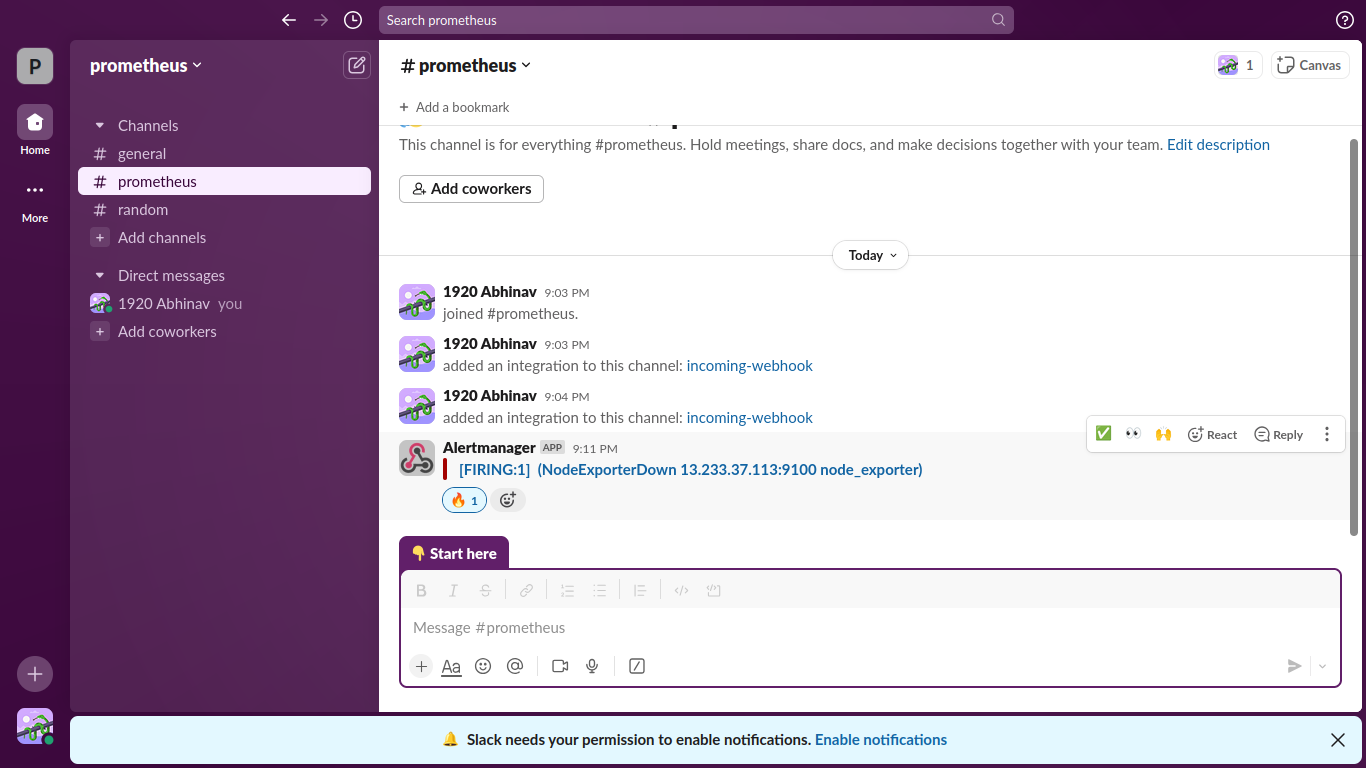 Search prometheus
P
prometheus
# prometheus
1
Canvas
Home
More
Add a bookmark
This channel is for everything #prometheus. Hold meetings, share docs, and make decisions together with your team. Edit description
Add coworkers
Channels
# general
# prometheus
# random
+ Add channels
Direct messages
1920 Abhinav you
+ Add coworkers
Today
1920 Abhinav 9:03 PM
joined #prometheus.
1920 Abhinav 9:03 PM
added an integration to this channel: incoming-webhook
1920 Abhinav 9:04 PM
added an integration to this channel: incoming-webhook
React
Reply
Alertmanager APP 9:11 PM
[FIRING:1] (NodeExporterDown 13.233.37.113:9100 node_exporter)
🔥 1
👇 Start here
B I S
Message #prometheus
+ Aa @
🔔 Slack needs your permission to enable notifications. Enable notifications